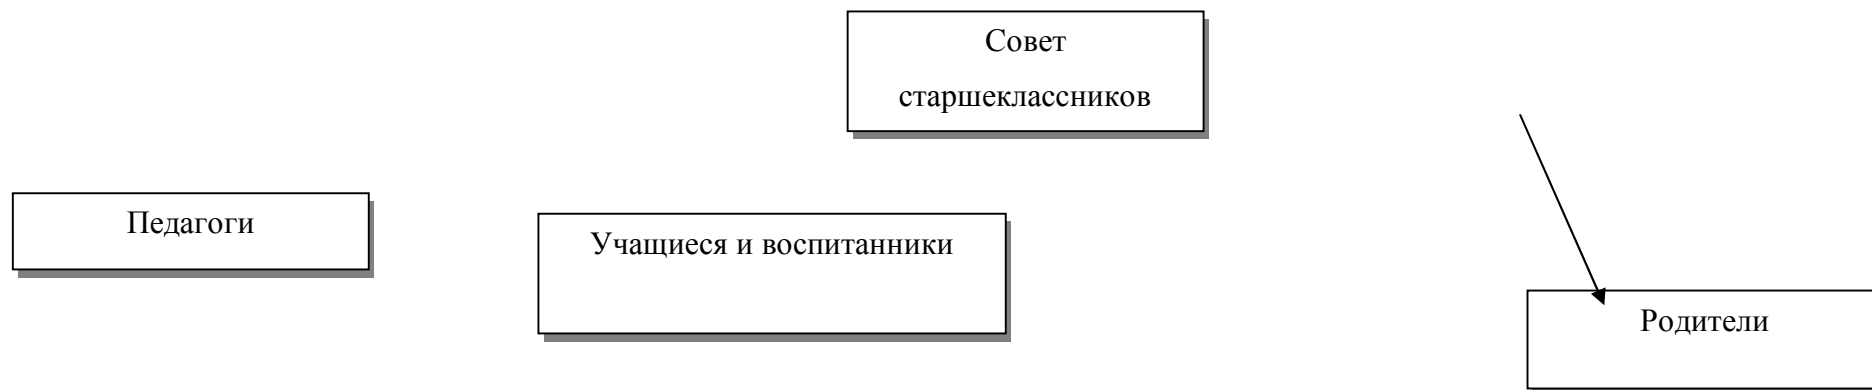 Совет
старшеклассников
Педагоги
Учащиеся и воспитанники
Родители